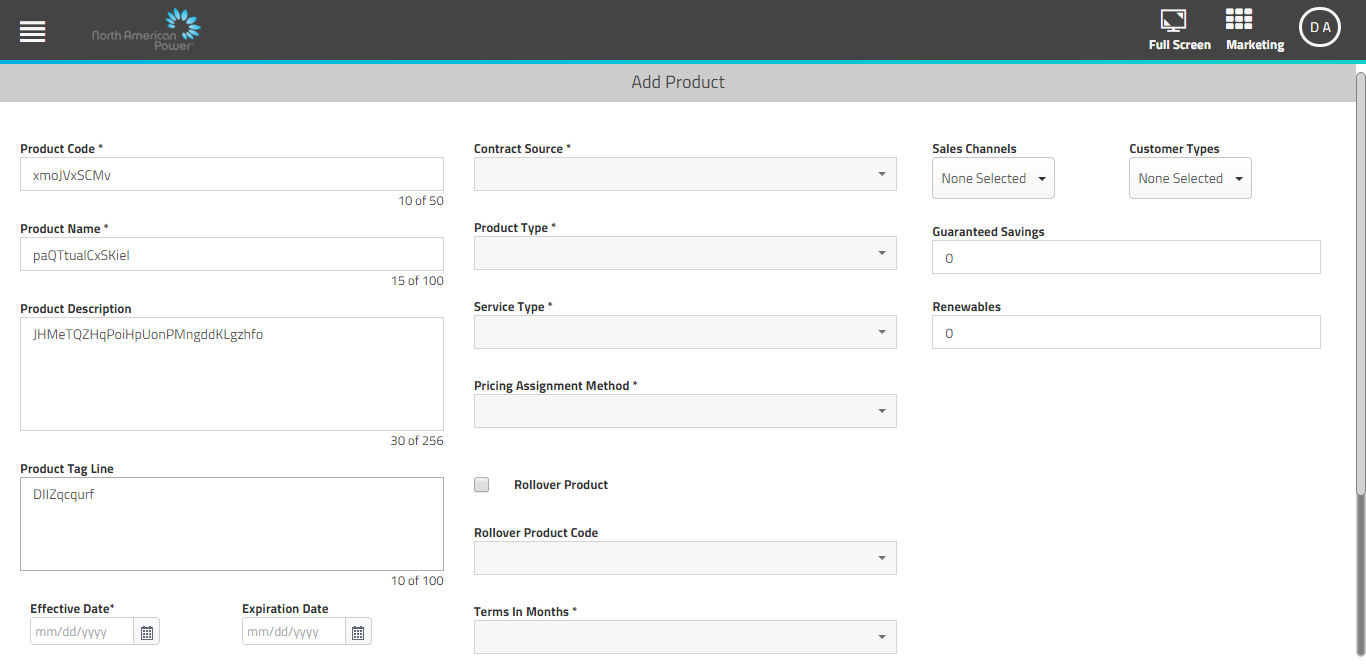 North American
Power
Full Screen
Marketing
D A
Add Product
Product Code *
xmoJVxSCMv
10 of 50
Product Name *
paQTtualCxSKiel
15 of 100
Product Description
JHMeTQZHqPoiHpUonPMngddKLgzhfo
30 of 256
Product Tag Line
DIIZqcqurf
10 of 100
Effective Date*
mm/dd/yyyy
Expiration Date
mm/dd/yyyy
Contract Source *
Product Type *
Service Type *
Pricing Assignment Method *
Rollover Product
Rollover Product Code
Terms In Months *
Sales Channels
None Selected
Customer Types
None Selected
Guaranteed Savings
0
Renewables
0